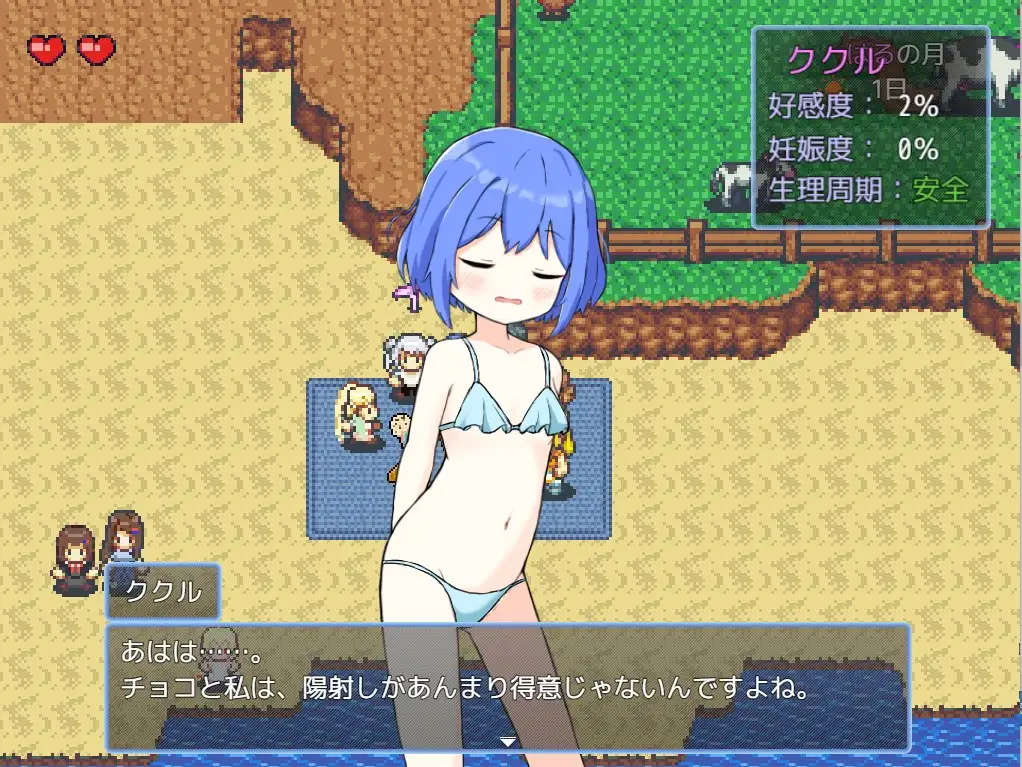 ククル
はるの月
1日
好感度： 2%
妊娠度： 0%
生理周期：安全
ククル
あはは……。
チョコと私は、陽射しがあんまり得意じゃないんですよね。